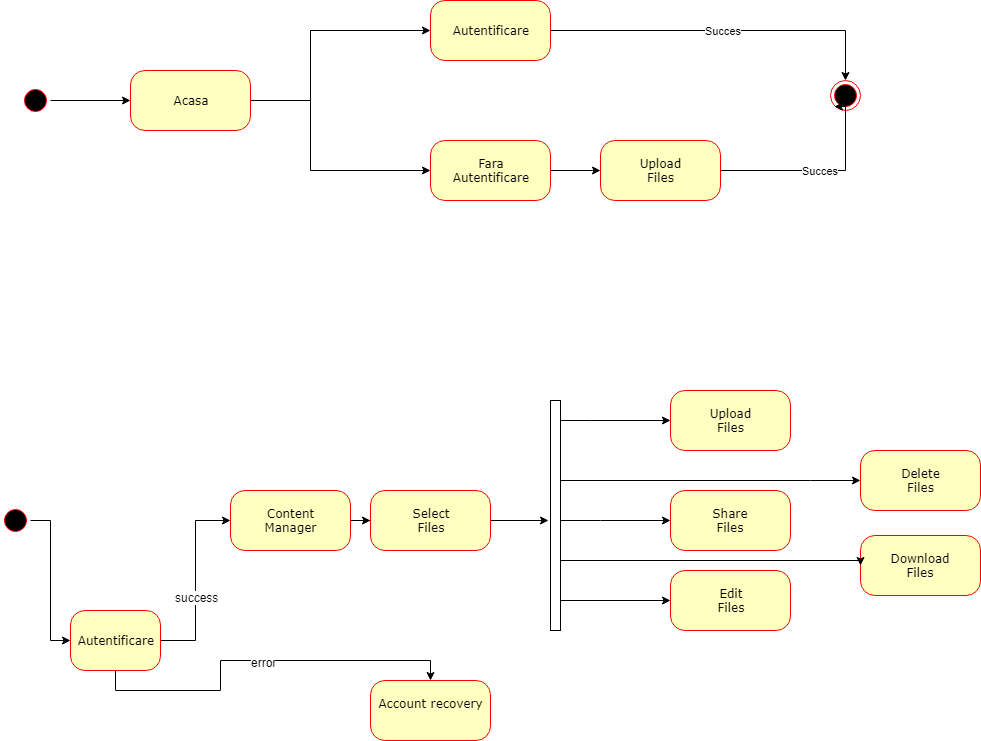 Autentificare
Succes
Acasa
Fara
Autentificare
Upload
Files
Succes
Upload
Files
Delete
Files
Content
Manager
Select
Files
Share
Files
Download
Files
Edit
Files
success
Autentificare
error
Account recovery